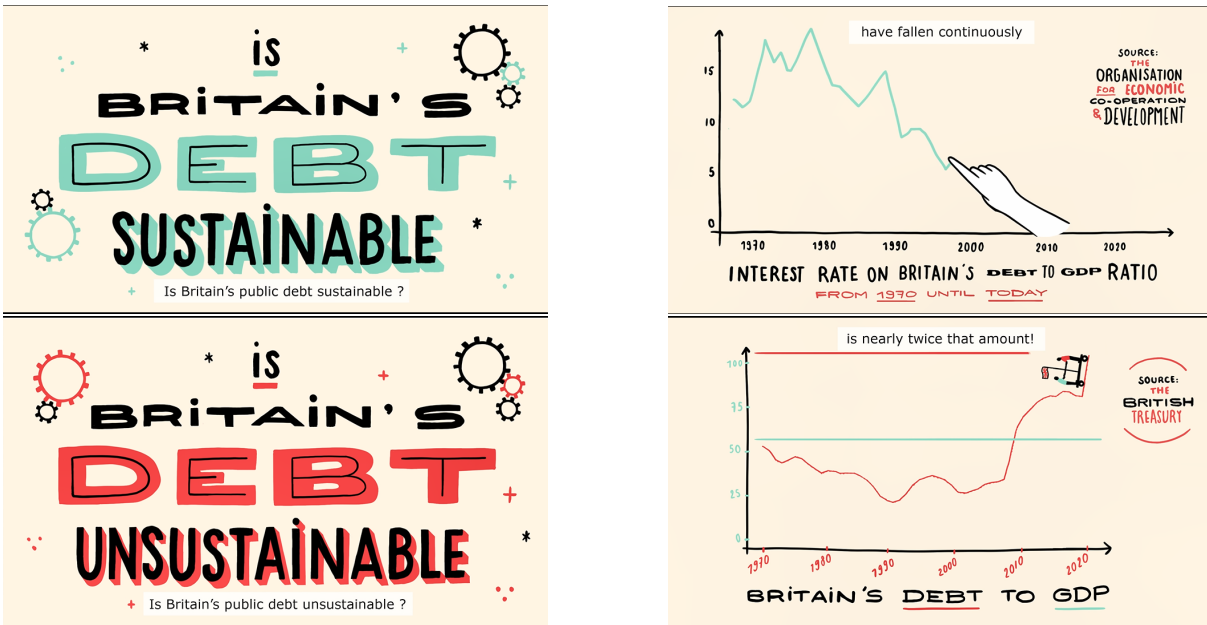 is
BRiTAiN'S
DEBT
SUSTAiNABLE
Is Britain's public debt sustainable ?
have fallen continuously
15
10
5
0
1970 1980 1990 2000 2010 2020
SOURCE:
THE
ORGANISATION
FOR ECONOMIC
CO-OPERATION
& DEVELOPMENT
INTEREST RATE ON BRITAIN'S DEBT TO GDP RATIO
FROM 1970 UNTIL TODAY
is
BRiTAiN'S
DEBT
UNSUSTAiNABLE
Is Britain's public debt unsustainable ?
is nearly twice that amount!
100
75
50
25
0
1970 1980 1990 2000 2010 2020
SOURCE:
THE
BRITISH
TREASURY
BRiTAiN'S DEBT TO GDP